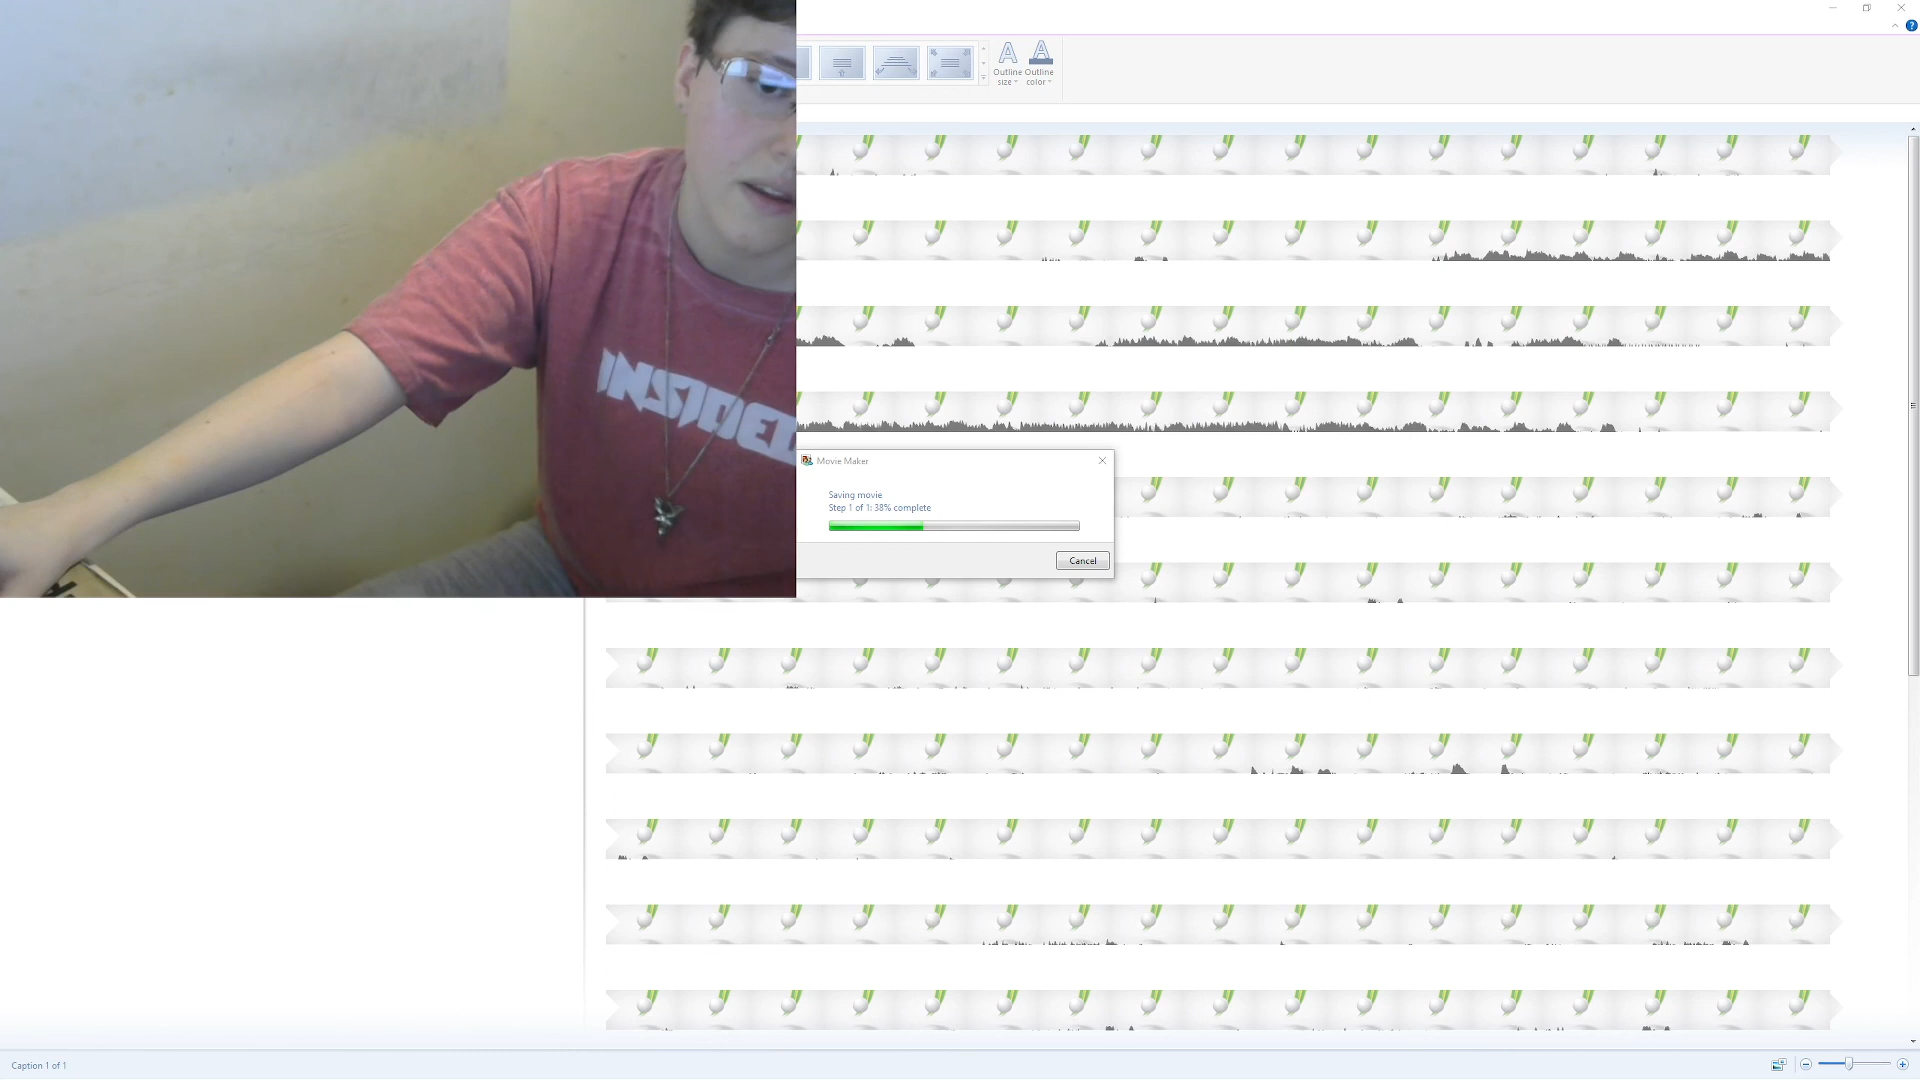 Outline Outline
size color
INSIDEI
Movie Maker
Saving movie
Step 1 of 1: 38% complete
Cancel
Caption 1 of 1